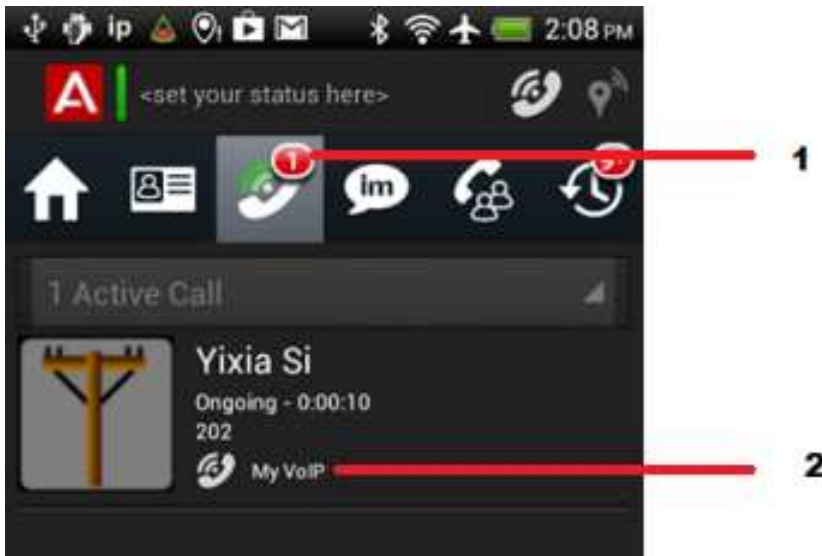 ip 2:08 PM
A <set your status here>
1
im
1
1 Active Call
Yixia Si
Ongoing - 0:00:10
202
My VoIP
2